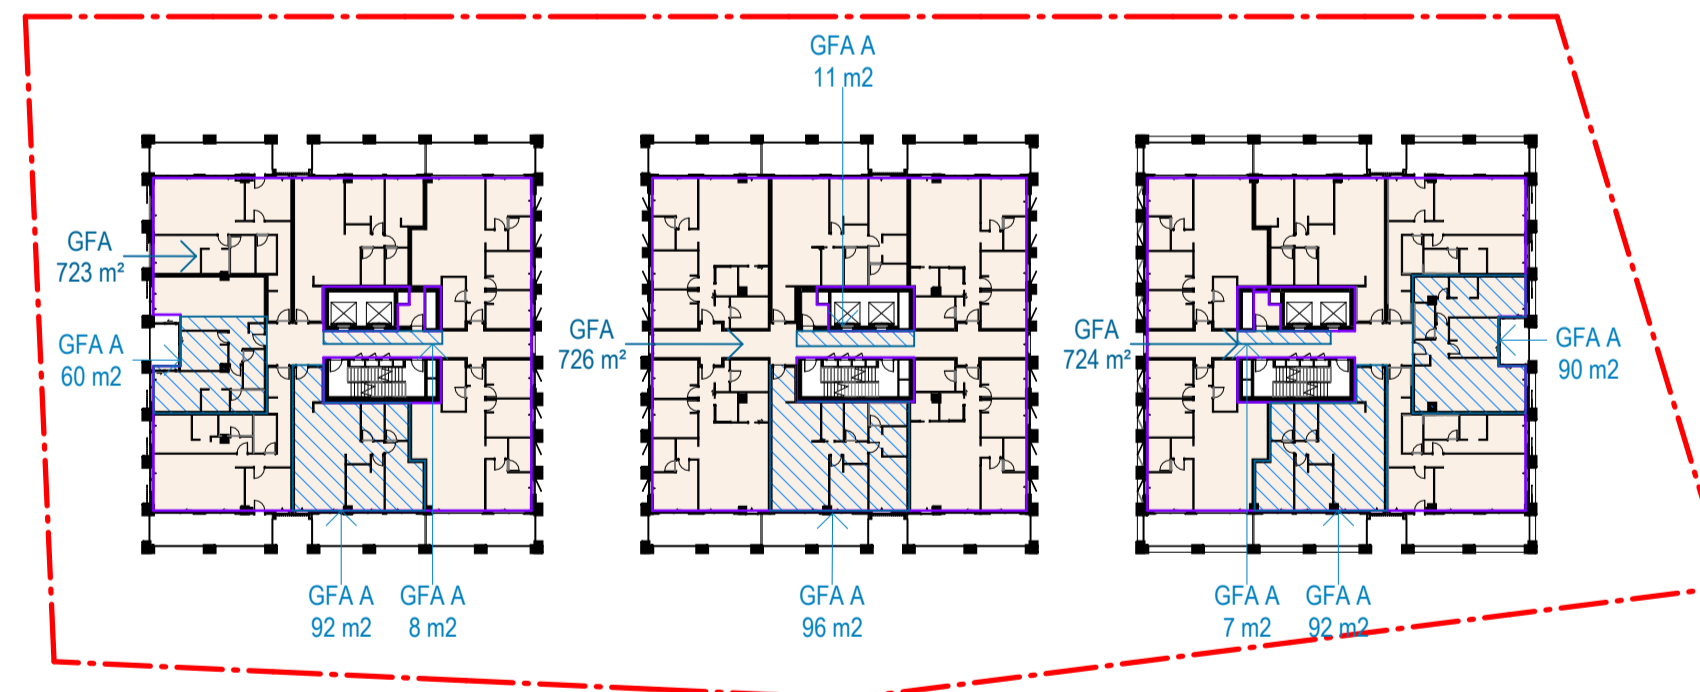 GFA A
11 m2
GFA
723 m²
GFA A
60 m2
GFA
726 m²
GFA
724 m²
GFA A
90 m2
GFA A
92 m2
GFA A
8 m2
GFA A
96 m2
GFA A
7 m2
GFA A
92 m2